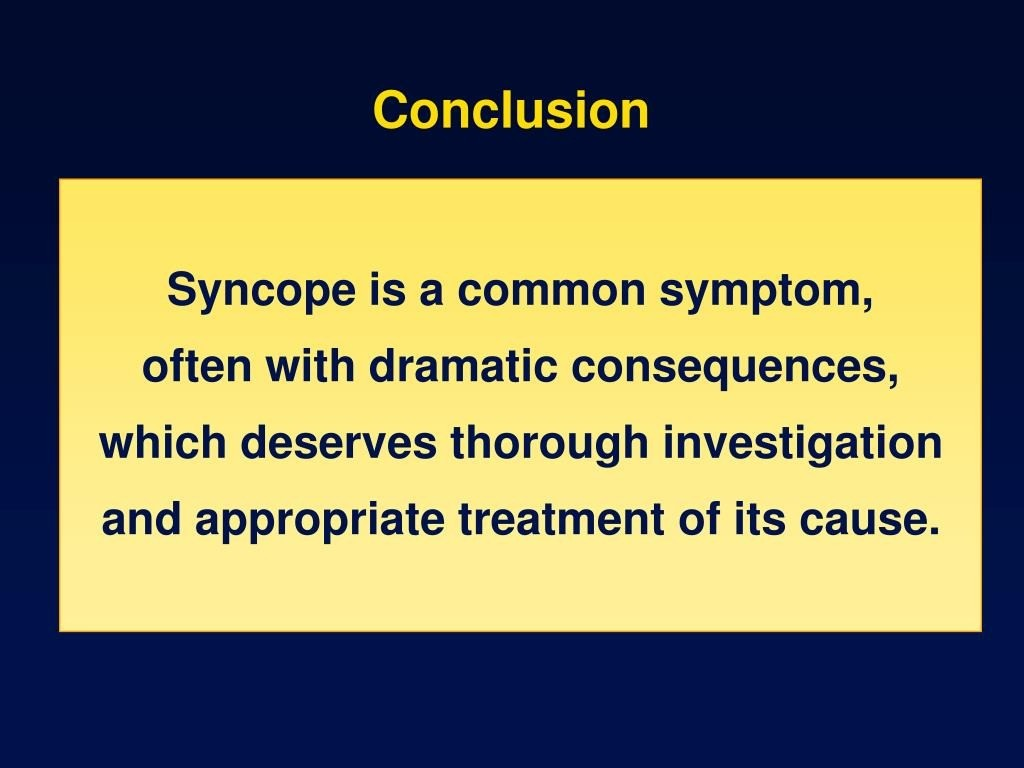 Conclusion
Syncope is a common symptom,
often with dramatic consequences,
which deserves thorough investigation
and appropriate treatment of its cause.